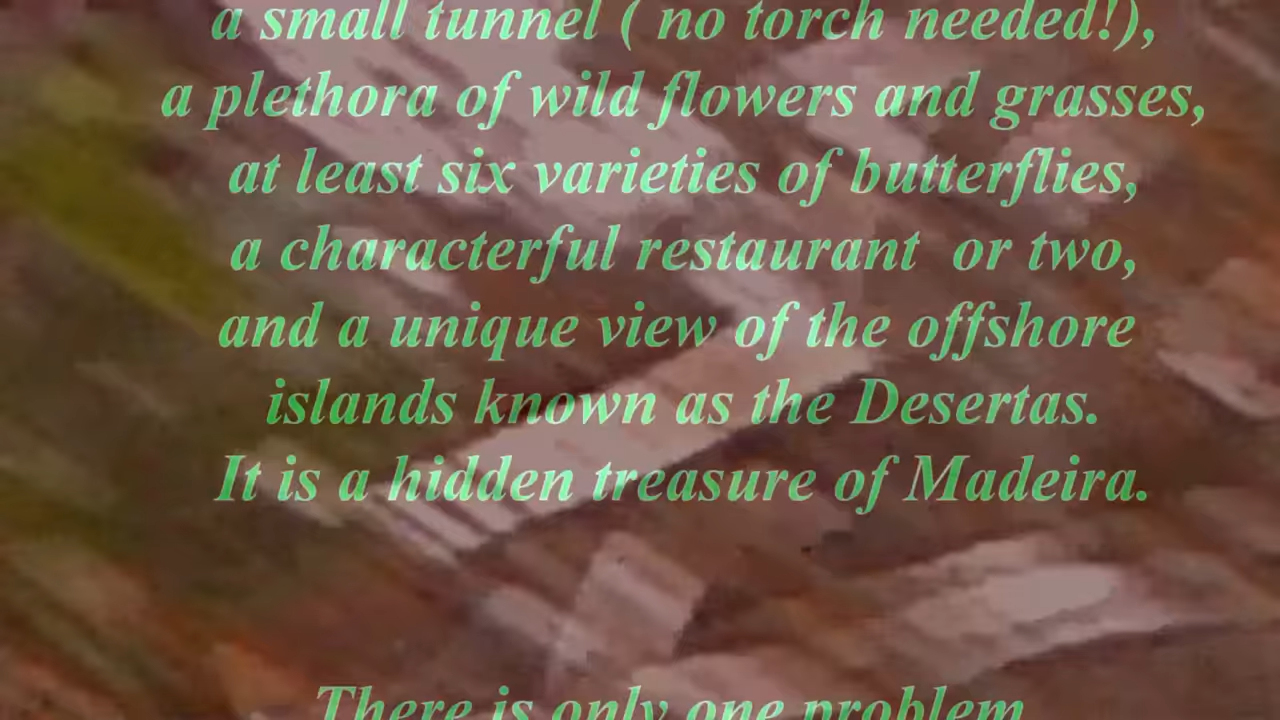 a small tunnel ( no torch needed!),
a plethora of wild flowers and grasses,
at least six varieties of butterflies,
a characterful restaurant  or two,
and a unique view of the offshore
islands known as the Desertas.
It is a hidden treasure of Madeira.
There is only one problem